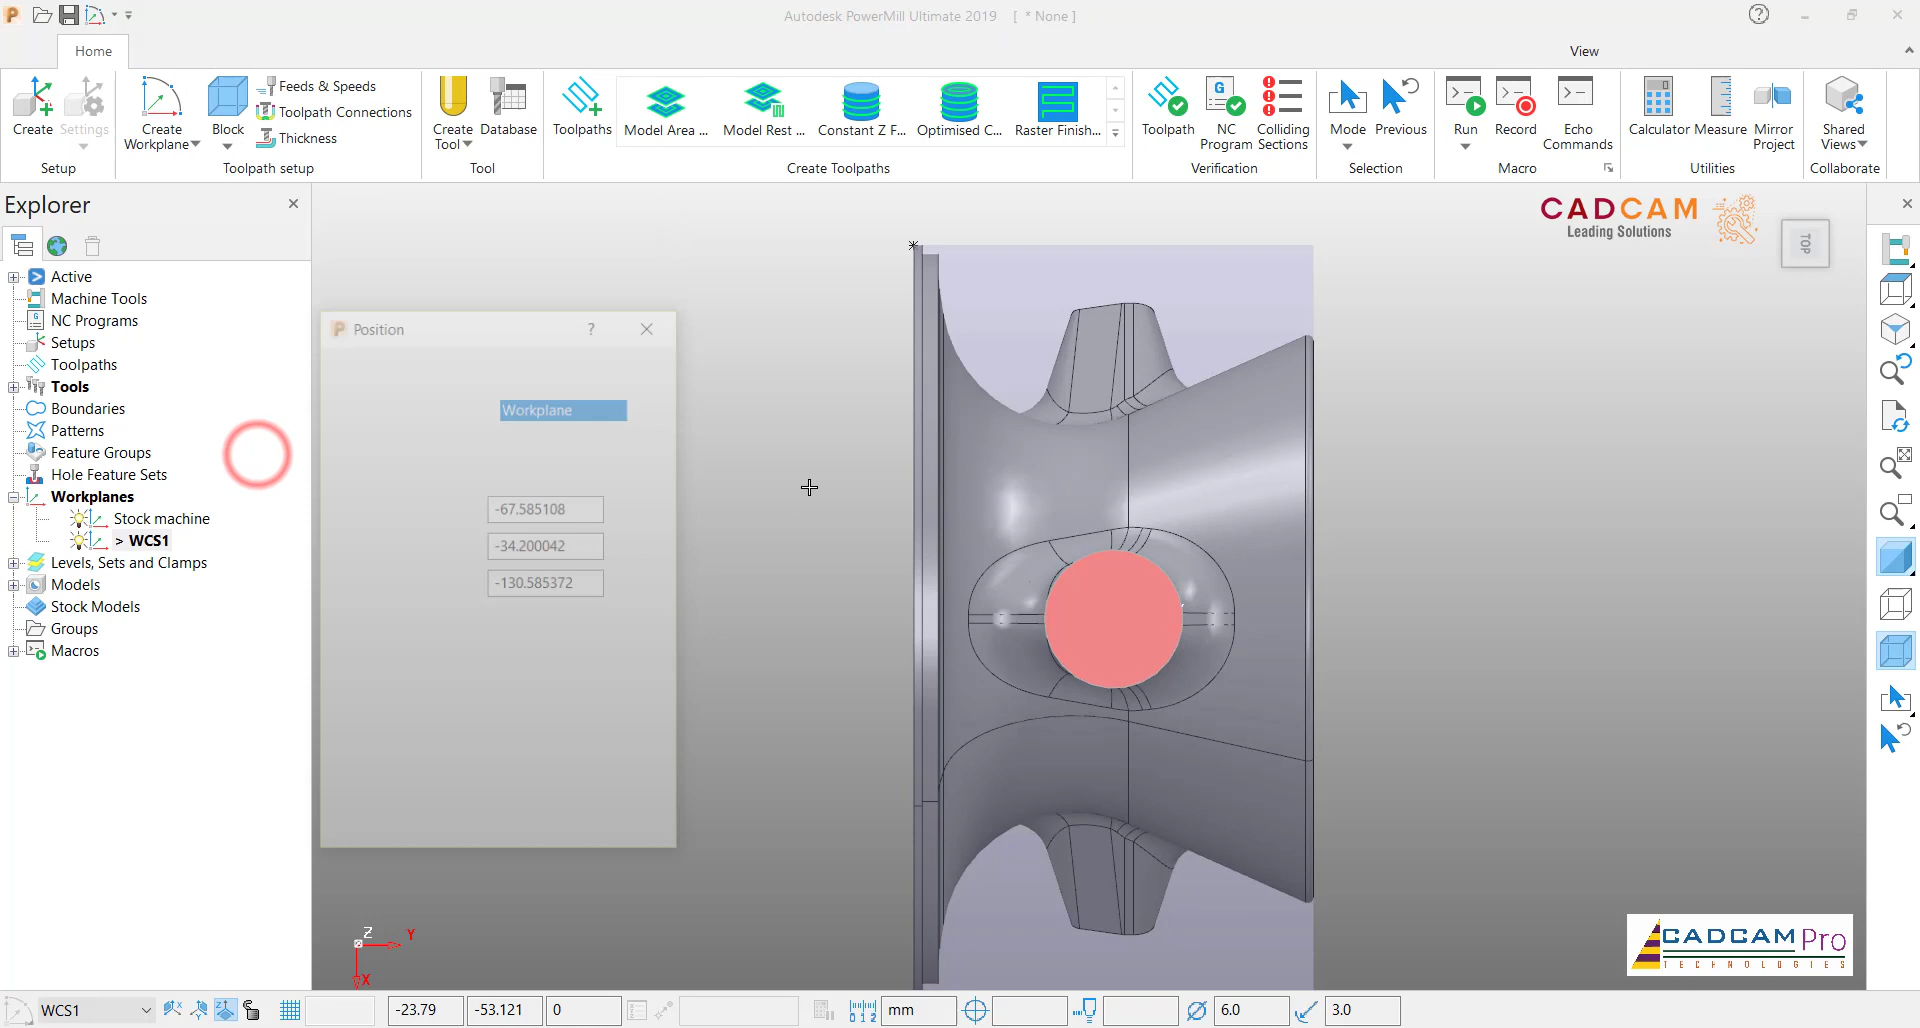 Autodesk PowerMill Ultimate 2019 [ * None ]
Home
View
Create
Settings
Setup
Create
Workplane
Block
Feeds & Speeds
Toolpath Connections
Thickness
Toolpath setup
Create
Tool
Database
Tool
Toolpaths
Model Area ...
Model Rest ...
Constant Z F...
Optimised C...
Raster Finish...
Create Toolpaths
Toolpath
NC
Program
Colliding
Sections
Verification
Mode
Previous
Selection
Run
Record
Echo
Commands
Macro
Calculator
Measure
Mirror
Project
Utilities
Shared
Views
Collaborate
Explorer
Active
Machine Tools
NC Programs
Setups
Toolpaths
Tools
Boundaries
Patterns
Feature Groups
Hole Feature Sets
Workplanes
Stock machine
> WCS1
Levels, Sets and Clamps
Models
Stock Models
Groups
Macros
Position
?
Workplane
-67.585108
-34.200042
-130.585372
CADCAM
Leading Solutions
TOP
Z
Y
X
CADCAM Pro
TECHNOLOGIES
WCS1
-23.79
-53.121
0
mm
6.0
3.0